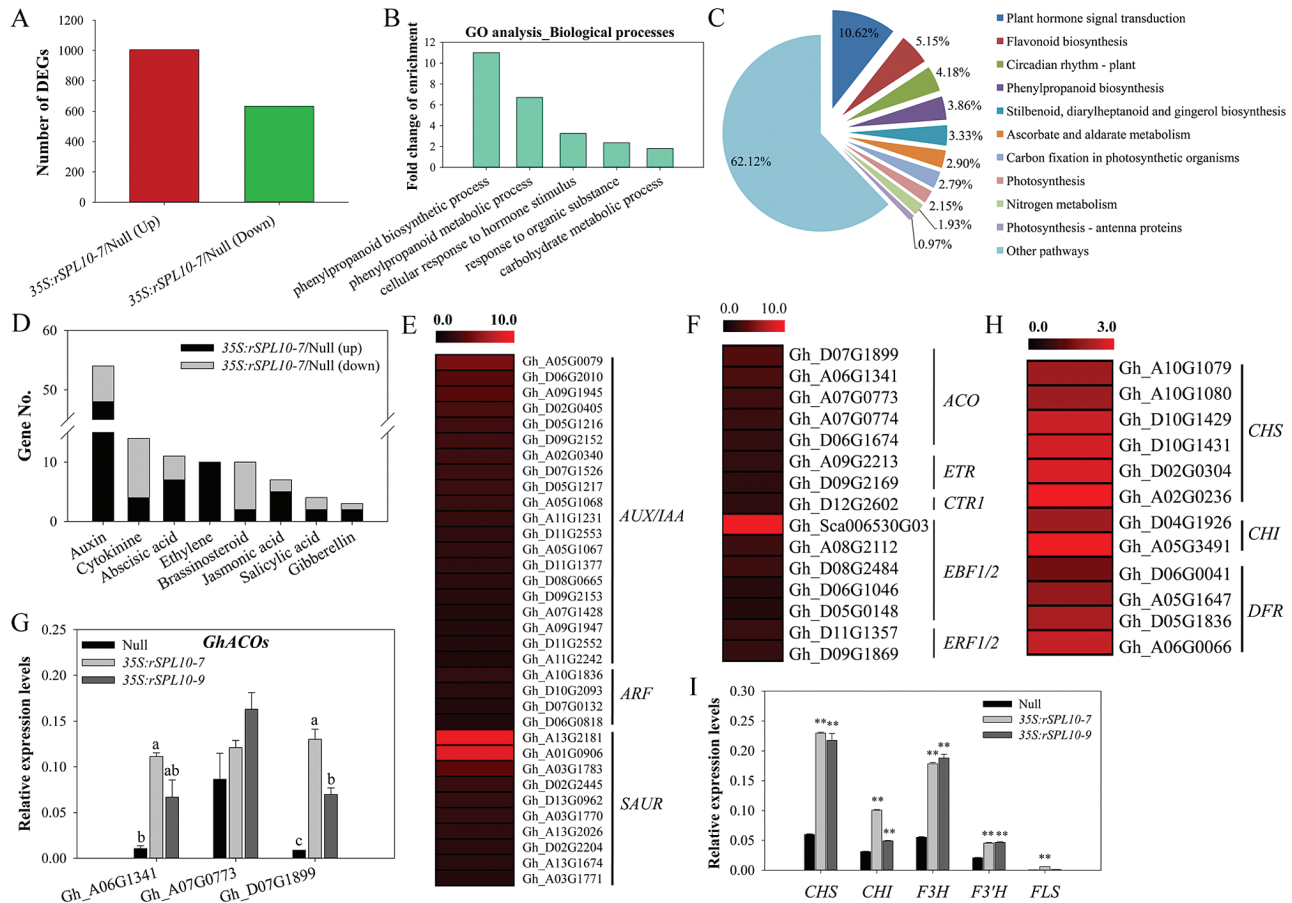 A
1200
1000
800
600
400
200
0
Number of DEGs
35S:rSPL10-7/Null (Up)
35S:rSPL10-7/Null (Down)
B
GO analysis_Biological processes
12
10
8
6
4
2
0
Fold change of enrichment
phenylpropanoid biosynthetic process
phenylpropanoid metabolic process
cellular response to hormone stimulus
response to organic substance
carbohydrate metabolic process
C
10.62%
5.15%
4.18%
3.86%
3.33%
2.90%
2.79%
2.15%
1.93%
0.97%
62.12%
Plant hormone signal transduction
Flavonoid biosynthesis
Circadian rhythm - plant
Phenylpropanoid biosynthesis
Stilbenoid, diarylheptanoid and gingerol biosynthesis
Ascorbate and aldarate metabolism
Carbon fixation in photosynthetic organisms
Photosynthesis
Nitrogen metabolism
Photosynthesis - antenna proteins
Other pathways
D
60
50
10
0
Gene No.
35S:rSPL10-7/Null (up)
35S:rSPL10-7/Null (down)
Auxin
Cytokinine
Abscisic acid
Ethylene
Brassinosteroid
Jasmonic acid
Salicylic acid
Gibberellin
E
0.0 10.0
Gh_A05G0079
Gh_D06G2010
Gh_A09G1945
Gh_D02G0405
Gh_D05G1216
Gh_D09G2152
Gh_A02G0340
Gh_D07G1526
Gh_D05G1217
Gh_A05G1068
Gh_A11G1231
Gh_D11G2553
Gh_A05G1067
Gh_D11G1377
Gh_D08G0665
Gh_D09G2153
Gh_A07G1428
Gh_A09G1947
Gh_D11G2552
Gh_A11G2242
Gh_A10G1836
Gh_D10G2093
Gh_D07G0132
Gh_D06G0818
Gh_A13G2181
Gh_A01G0906
Gh_A03G1783
Gh_D02G2445
Gh_D13G0962
Gh_A03G1770
Gh_A13G2026
Gh_D02G2204
Gh_A13G1674
Gh_A03G1771
AUX/IAA
ARF
SAUR
F
0.0 10.0
Gh_D07G1899
Gh_A06G1341
Gh_A07G0773
Gh_A07G0774
Gh_D06G1674
Gh_A09G2213
Gh_D09G2169
Gh_D12G2602
Gh_Sca006530G03
Gh_A08G2112
Gh_D08G2484
Gh_D06G1046
Gh_D05G0148
Gh_D11G1357
Gh_D09G1869
ACO
ETR
CTR1
EBF1/2
ERF1/2
H
0.0 3.0
Gh_A10G1079
Gh_A10G1080
Gh_D10G1429
Gh_D10G1431
Gh_D02G0304
Gh_A02G0236
Gh_D04G1926
Gh_A05G3491
Gh_D06G0041
Gh_A05G1647
Gh_D05G1836
Gh_A06G0066
CHS
CHI
DFR
G
GhACOs
Null
35S:rSPL10-7
35S:rSPL10-9
0.25
0.20
0.15
0.10
0.05
0.00
Relative expression levels
b a ab
c a b
Gh_A06G1341
Gh_A07G0773
Gh_D07G1899
I
Null
35S:rSPL10-7
35S:rSPL10-9
0.30
0.25
0.20
0.15
0.10
0.05
0.00
Relative expression levels
** **
** **
** **
** **
**
CHS CHI F3H F3'H FLS